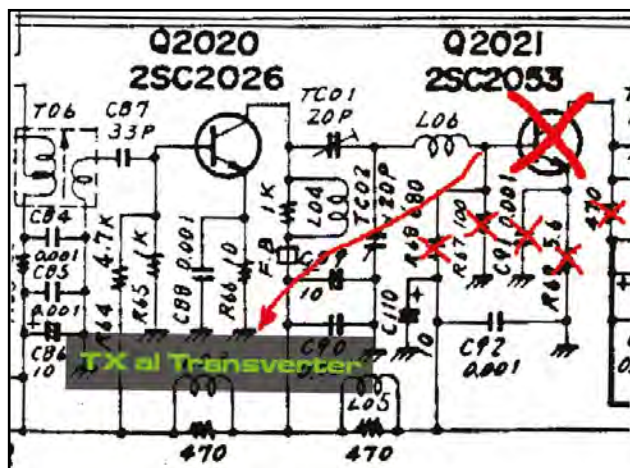 Q2020
2SC2026
Q2021
2SC2053
T06
C87
33P
TC01
20P
L06
C84
0.001
C85
0.001
C86
10
4.7K
R64
1K
R65
0.001
C88
10
R66
1K
L04
F.B
TC02
20P
10
C90
C110
10
680
R68
100
R67
0.001
5.6
470
C92
0.001
TX al Transverter
L05
470
470